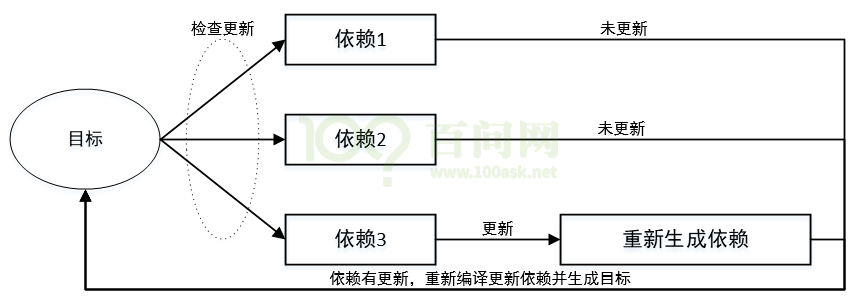 检查更新
依赖1
未更新
目标
依赖2
未更新
100?
百问网
www.100ask.net
依赖3
更新
重新生成依赖
依赖有更新，重新编译更新依赖并生成目标